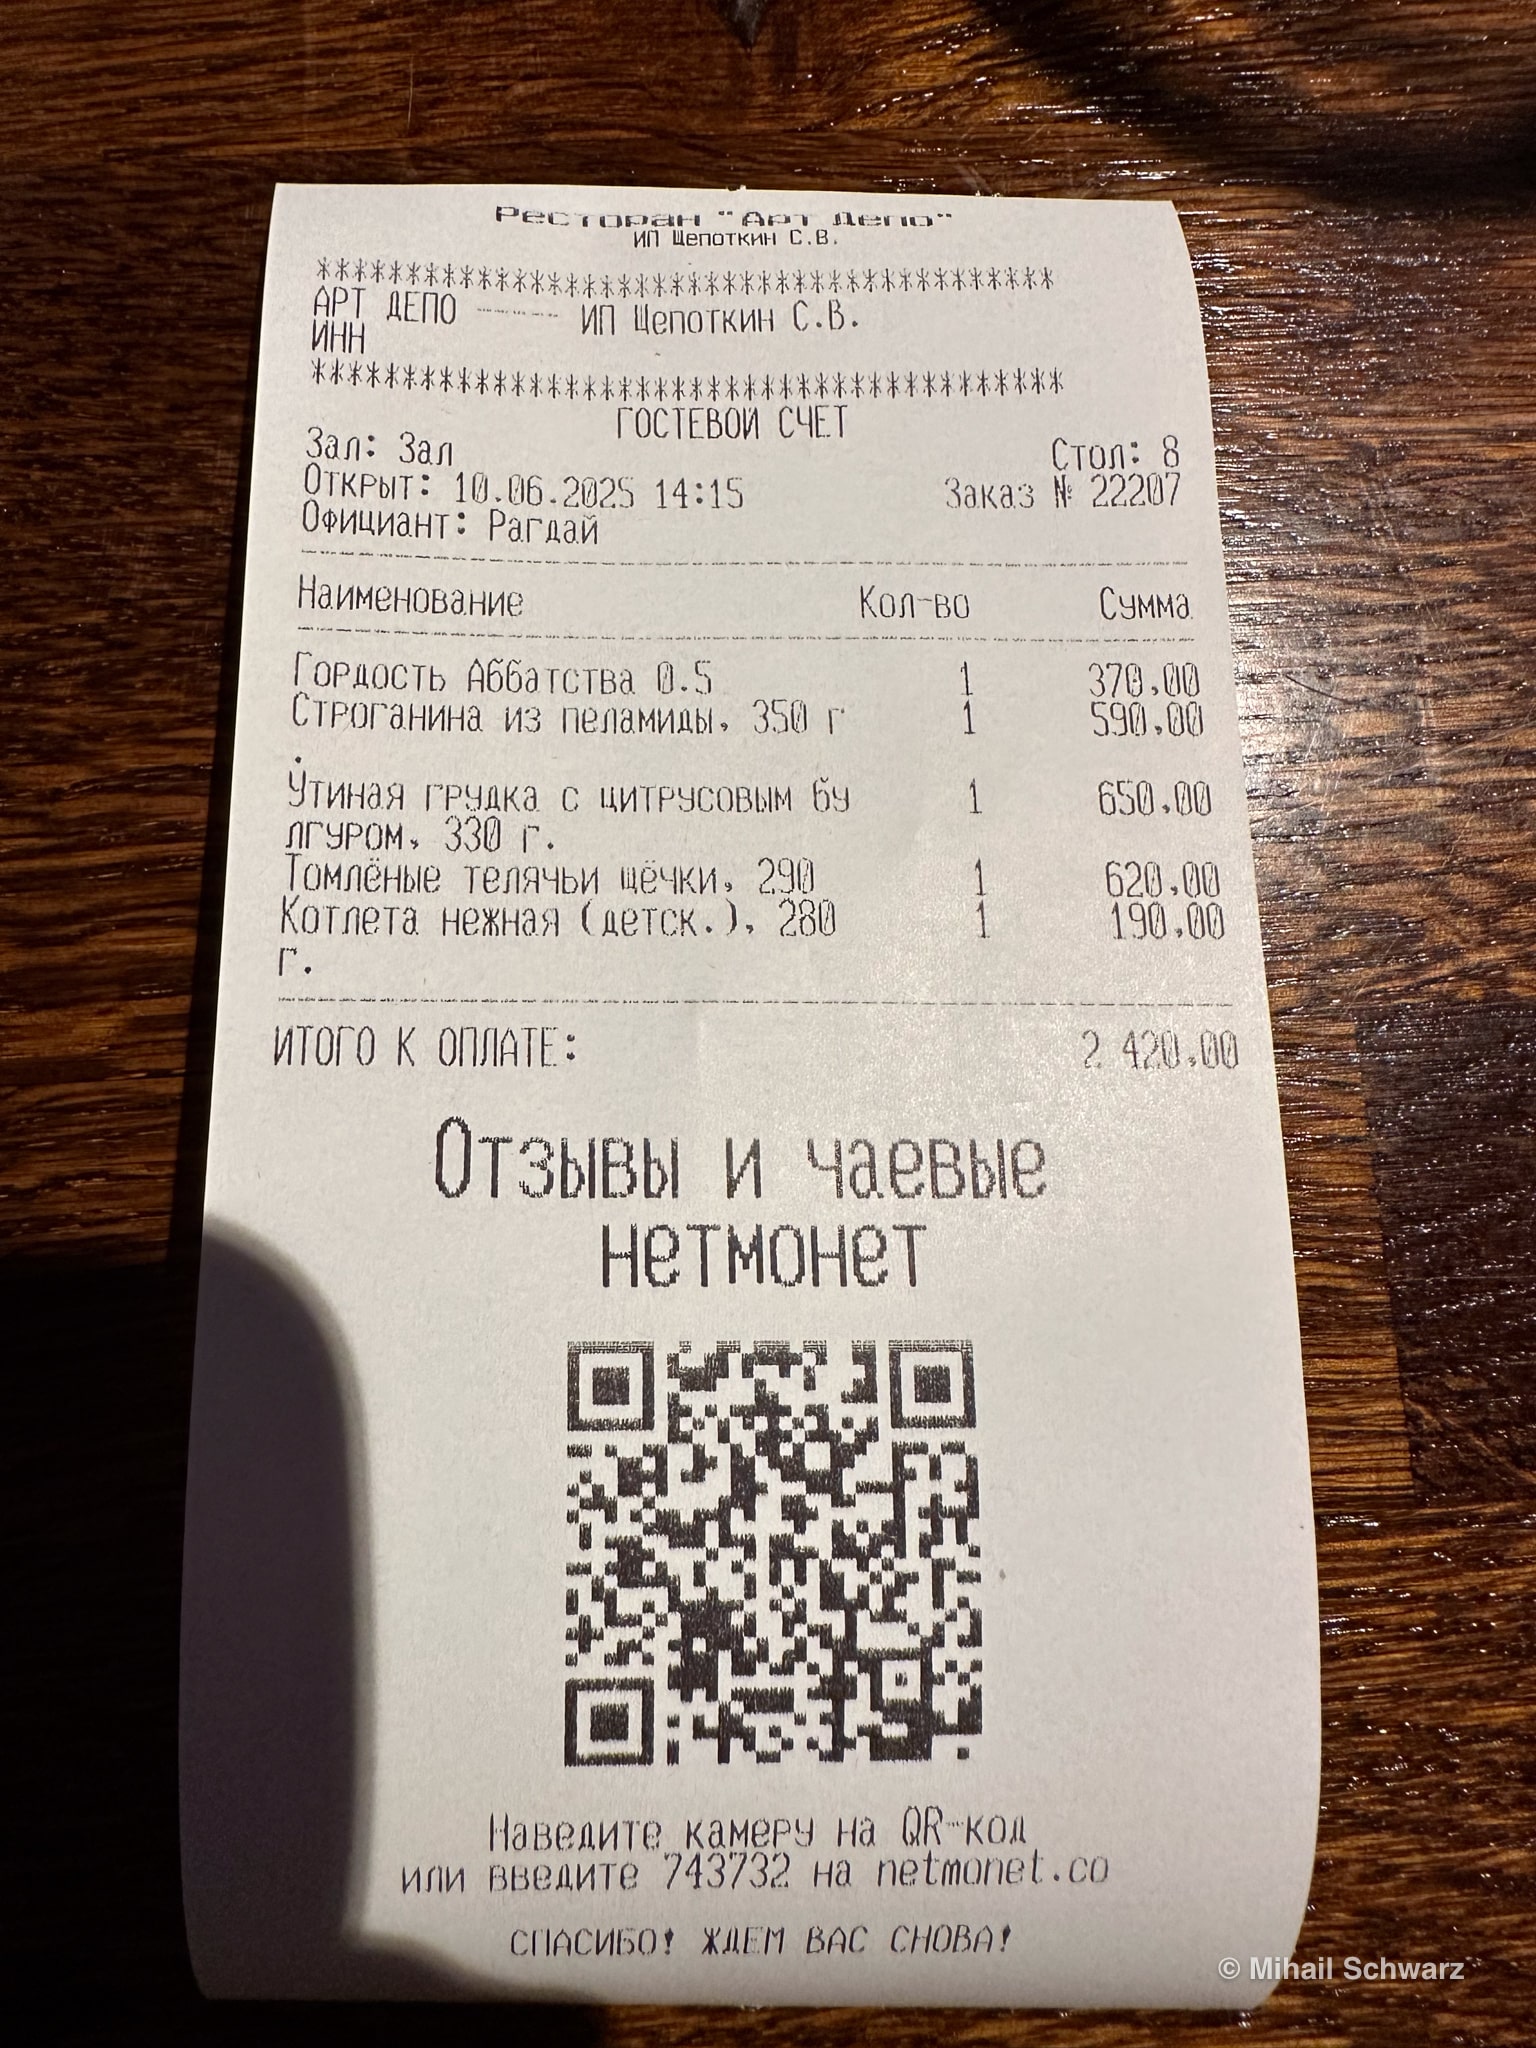 Ресторан "Арт Депо"
ИП Щепоткин С.В.
******************************************
АРТ ДЕПО ----- ИП Щепоткин С.В.
ИНН
******************************************
ГОСТЕВОЙ СЧЕТ
Зал: Зал Стол: 8
Открыт: 10.06.2025 14:15 Заказ № 22207
Официант: Рагдай
Наименование Кол-во Сумма
Гордость Аббатства 0.5 1 370,00
Строганина из пеламиды, 350 г 1 590,00
.
Утиная грудка с цитрусовым бу 1 650,00
лгуром, 330 г.
Томлёные телячьи щёчки, 290 1 620,00
Котлета нежная (детск.), 280 1 190,00
г.
ИТОГО К ОПЛАТЕ: 2 420,00
Отзывы и чаевые
нетмонет
Наведите камеру на QR-код
или введите 743732 на netmonet.co
СПАСИБО! ЖДЕМ ВАС СНОВА!
© Mihail Schwarz